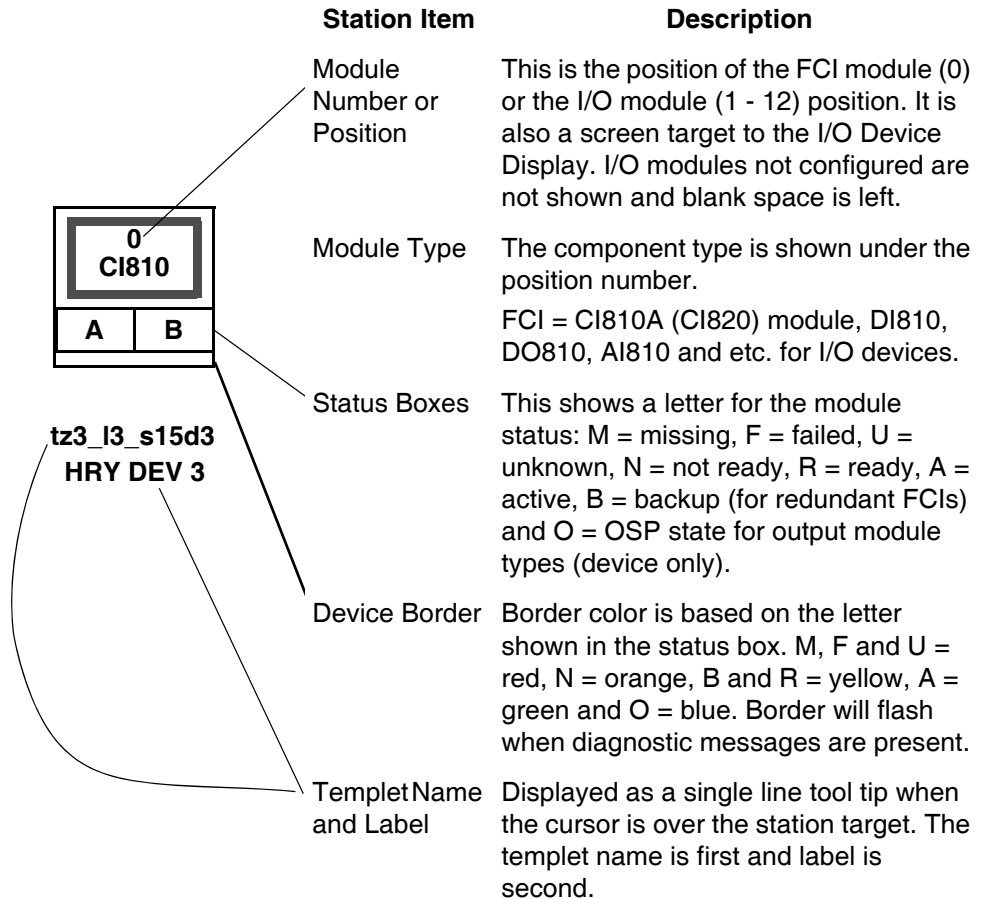 Station Item Description
Module Number or Position
This is the position of the FCI module (0)
or the I/O module (1 - 12) position. It is
also a screen target to the I/O Device
Display. I/O modules not configured are
not shown and blank space is left.
0
CI810
A B
tz3_l3_s15d3
HRY DEV 3
Module Type
The component type is shown under the
position number.
FCI = CI810A (CI820) module, DI810,
DO810, AI810 and etc. for I/O devices.
Status Boxes
This shows a letter for the module
status: M = missing, F = failed, U =
unknown, N = not ready, R = ready, A =
active, B = backup (for redundant FCIs)
and O = OSP state for output module
types (device only).
Device Border
Border color is based on the letter
shown in the status box. M, F and U =
red, N = orange, B and R = yellow, A =
green and O = blue. Border will flash
when diagnostic messages are present.
Templet Name
and Label
Displayed as a single line tool tip when
the cursor is over the station target. The
templet name is first and label is
second.